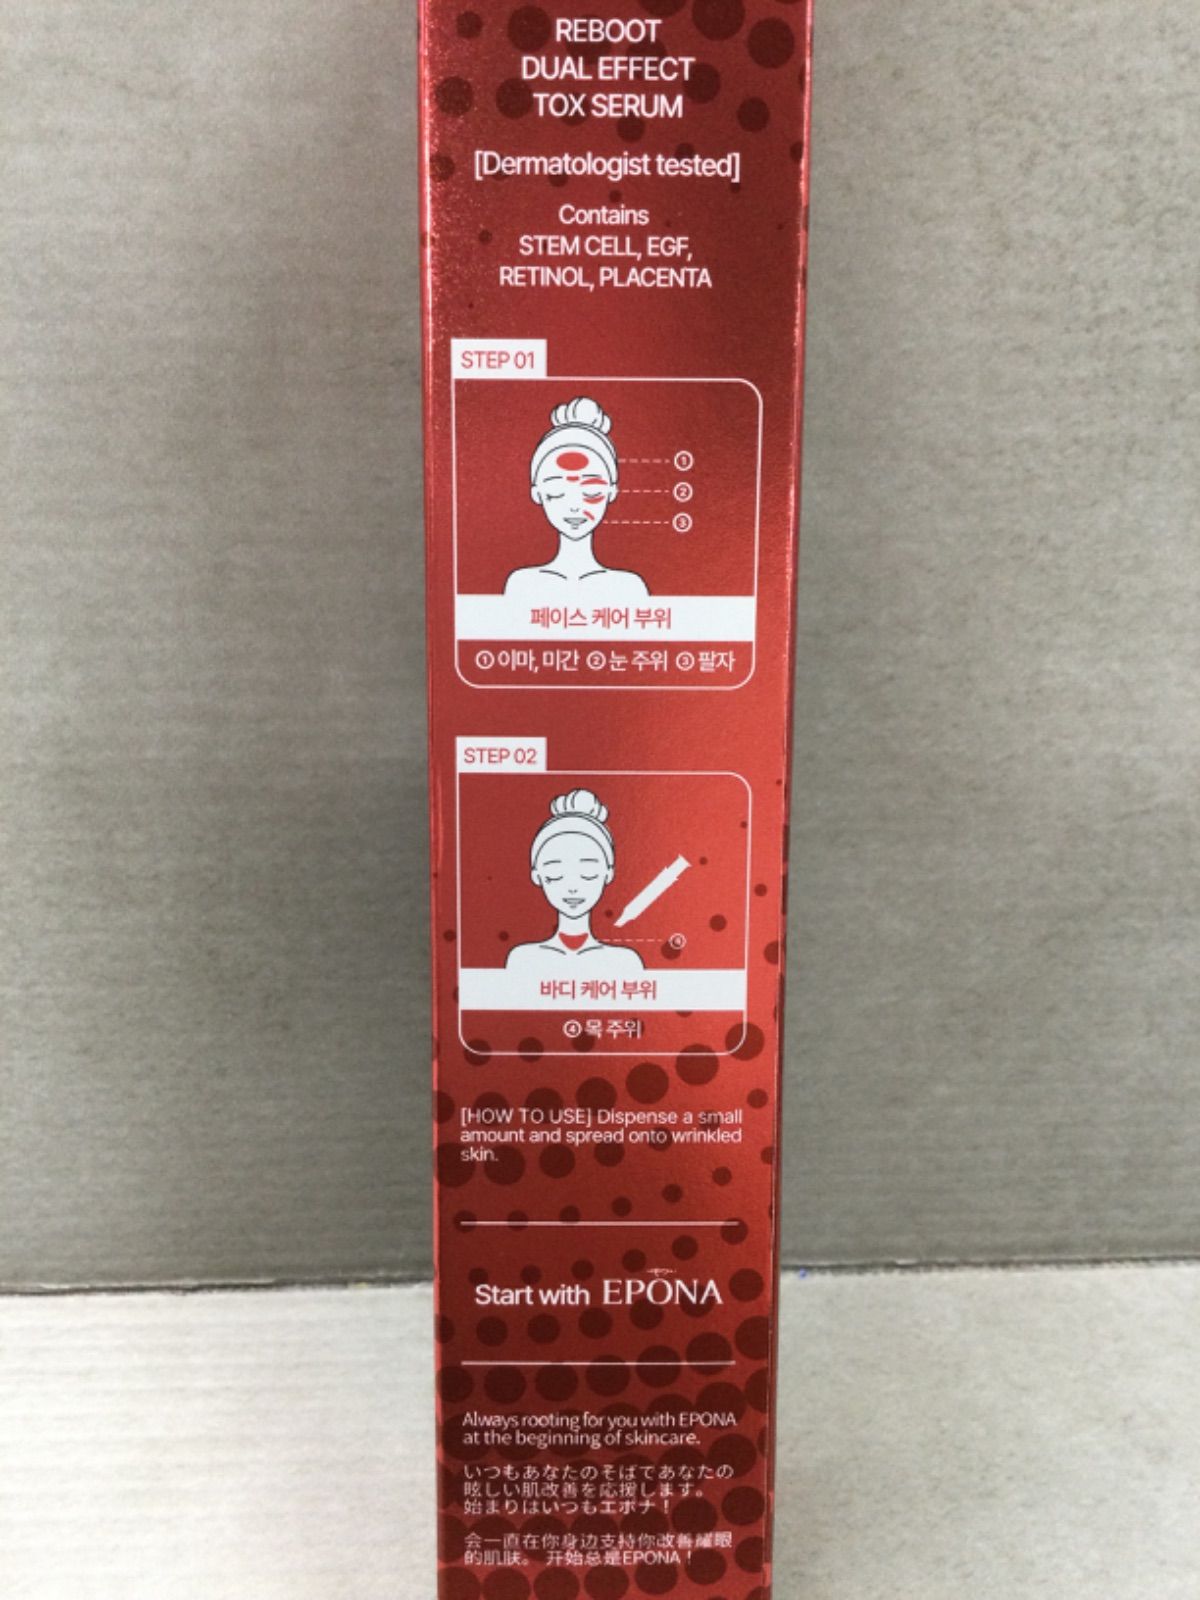 REBOOT
DUAL EFFECT
TOX SERUM
[Dermatologist tested]
Contains
STEM CELL, EGF,
RETINOL, PLACENTA
STEP 01
①
②
③
페이스 케어 부위
① 이마, 미간 ② 눈 주위 ③ 팔자
STEP 02
④
바디 케어 부위
④ 목 주위
[HOW TO USE] Dispense a small
amount and spread onto wrinkled
skin.
Start with EPONA
Always rooting for you with EPONA
at the beginning of skincare.
いつもあなたのそばであなたの
眩しい肌改善を応援します。
始まりはいつもエポナ！
会一直在你身边支持你改善耀眼
的肌肤。 开始总是EPONA！